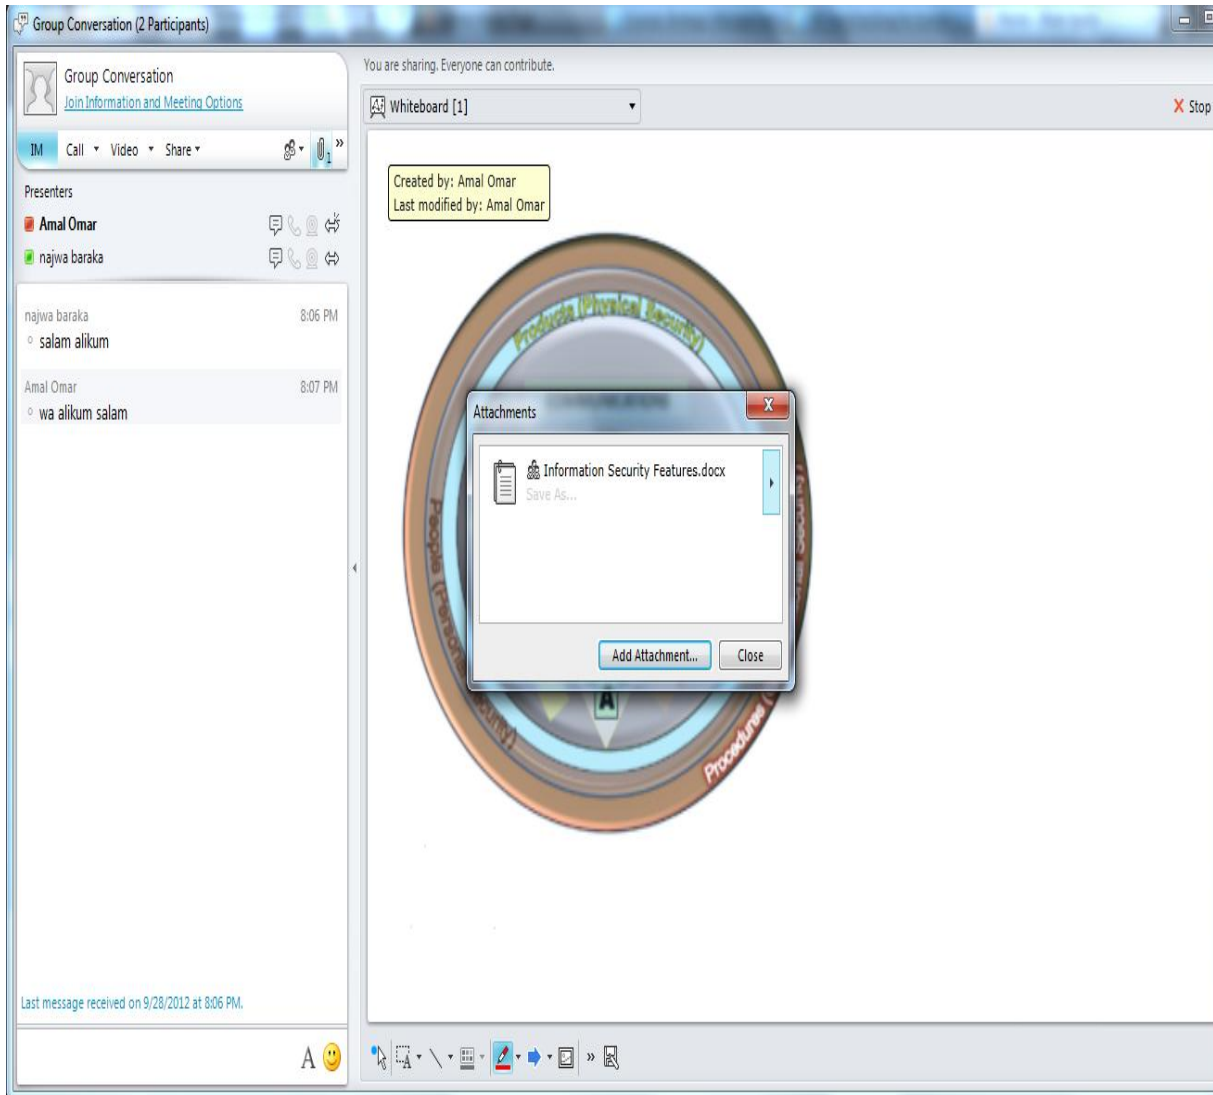 Group Conversation (2 Participants)
Group Conversation
Join Information and Meeting Options
IM Call Video Share 1 »
Presenters
Amal Omar
najwa baraka
najwa baraka 8:06 PM
salam alikum
Amal Omar 8:07 PM
wa alikum salam
Last message received on 9/28/2012 at 8:06 PM.
A
You are sharing. Everyone can contribute.
Whiteboard [1]
X Stop
Created by: Amal Omar
Last modified by: Amal Omar
Products (Physical Security)
Attachments
Information Security Features.docx
Save As...
Add Attachment... Close
People (Personal Security)
Procedures
Security)
A